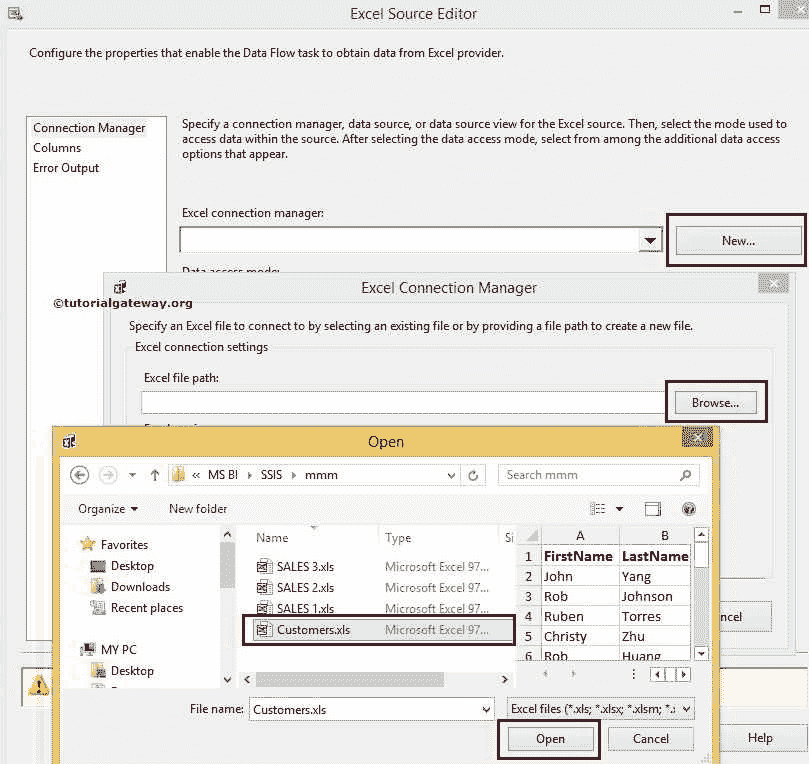 Excel Source Editor
Configure the properties that enable the Data Flow task to obtain data from Excel provider.
Connection Manager
Columns
Error Output
Specify a connection manager, data source, or data source view for the Excel source. Then, select the mode used to
access data within the source. After selecting the data access mode, select from among the additional data access
options that appear.
Excel connection manager:
New...
Data access mode:
Excel Connection Manager
©tutorialgateway.org
Specify an Excel file to connect to by selecting an existing file or by providing a file path to create a new file.
Excel connection settings
Excel file path:
Browse...
Open
« MS BI SSIS mmm
Search mmm
Organize
New folder
Favorites
Desktop
Downloads
Recent places
MY PC
Desktop
Name Type Si
SALES 3.xls Microsoft Excel 97...
SALES 2.xls Microsoft Excel 97...
SALES 1.xls Microsoft Excel 97...
Customers.xls Microsoft Excel 97...
A B
1 FirstName LastName
2 John Yang
3 Rob Johnson
4 Ruben Torres
5 Christy Zhu
6 Rob Huang
ncel
File name: Customers.xls
Excel files (*.xls; *.xlsx; *.xlsm; *.
Open
Cancel
Help